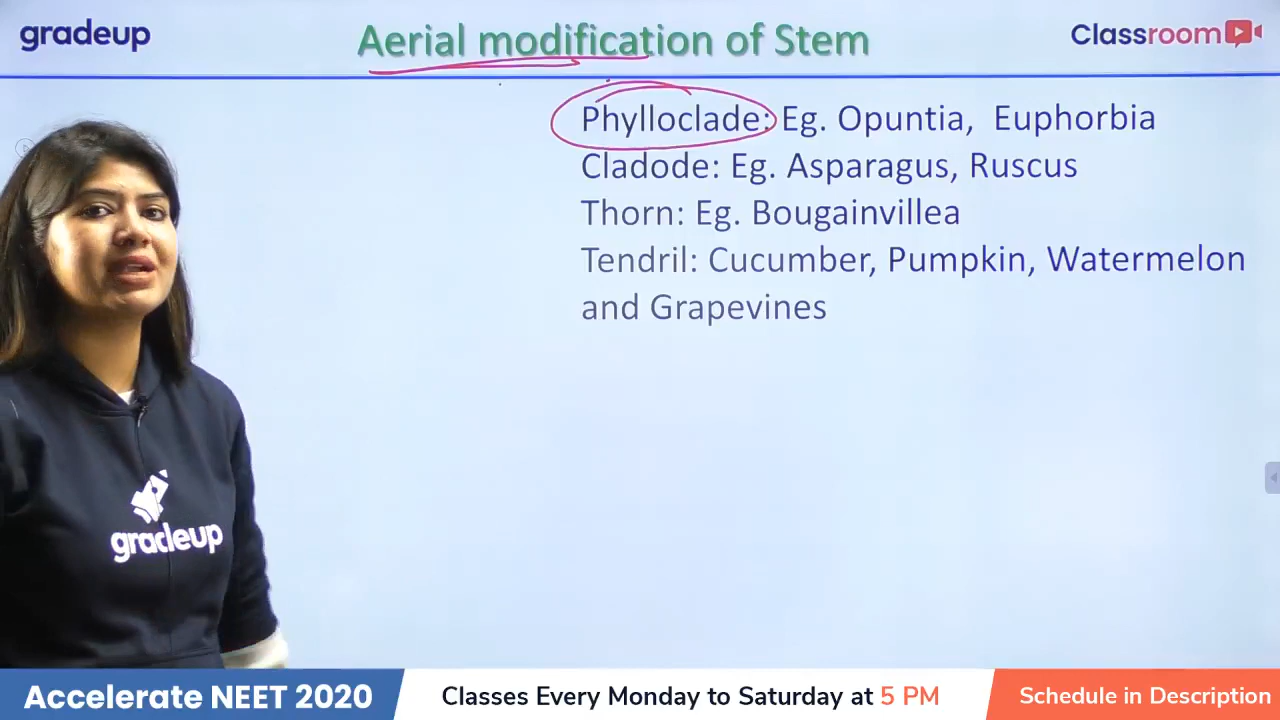 gradeup
Aerial modification of Stem
Classroom
Phylloclade: Eg. Opuntia, Euphorbia
Cladode: Eg. Asparagus, Ruscus
Thorn: Eg. Bougainvillea
Tendril: Cucumber, Pumpkin, Watermelon
and Grapevines
gradeup
Accelerate NEET 2020
Classes Every Monday to Saturday at 5 PM
Schedule in Description